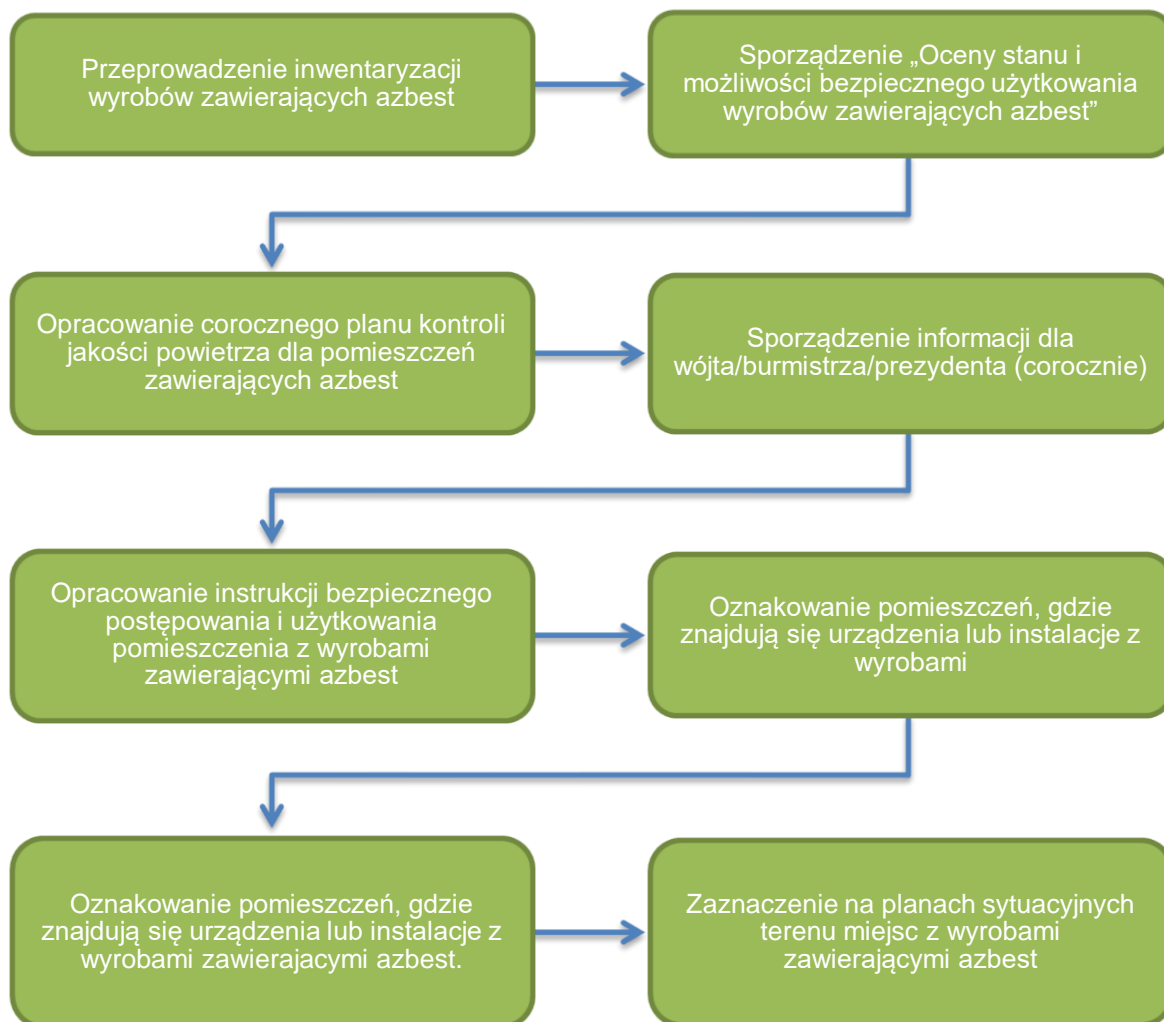 Przeprowadzenie inwentaryzacji
wyrobów zawierających azbest
Sporządzenie „Oceny stanu i
możliwości bezpiecznego użytkowania
wyrobów zawierających azbest”
Opracowanie corocznego planu kontroli
jakości powietrza dla pomieszczeń
zawierających azbest
Sporządzenie informacji dla
wójta/burmistrza/prezydenta (corocznie)
Opracowanie instrukcji bezpiecznego
postępowania i użytkowania
pomieszczenia z wyrobami
zawierającymi azbest
Oznakowanie pomieszczeń, gdzie
znajdują się urządzenia lub instalacje z
wyrobami
Oznakowanie pomieszczeń, gdzie
znajdują się urządzenia lub instalacje z
wyrobami zawierajacymi azbest.
Zaznaczenie na planach sytuacyjnych
terenu miejsc z wyrobami
zawierającymi azbest